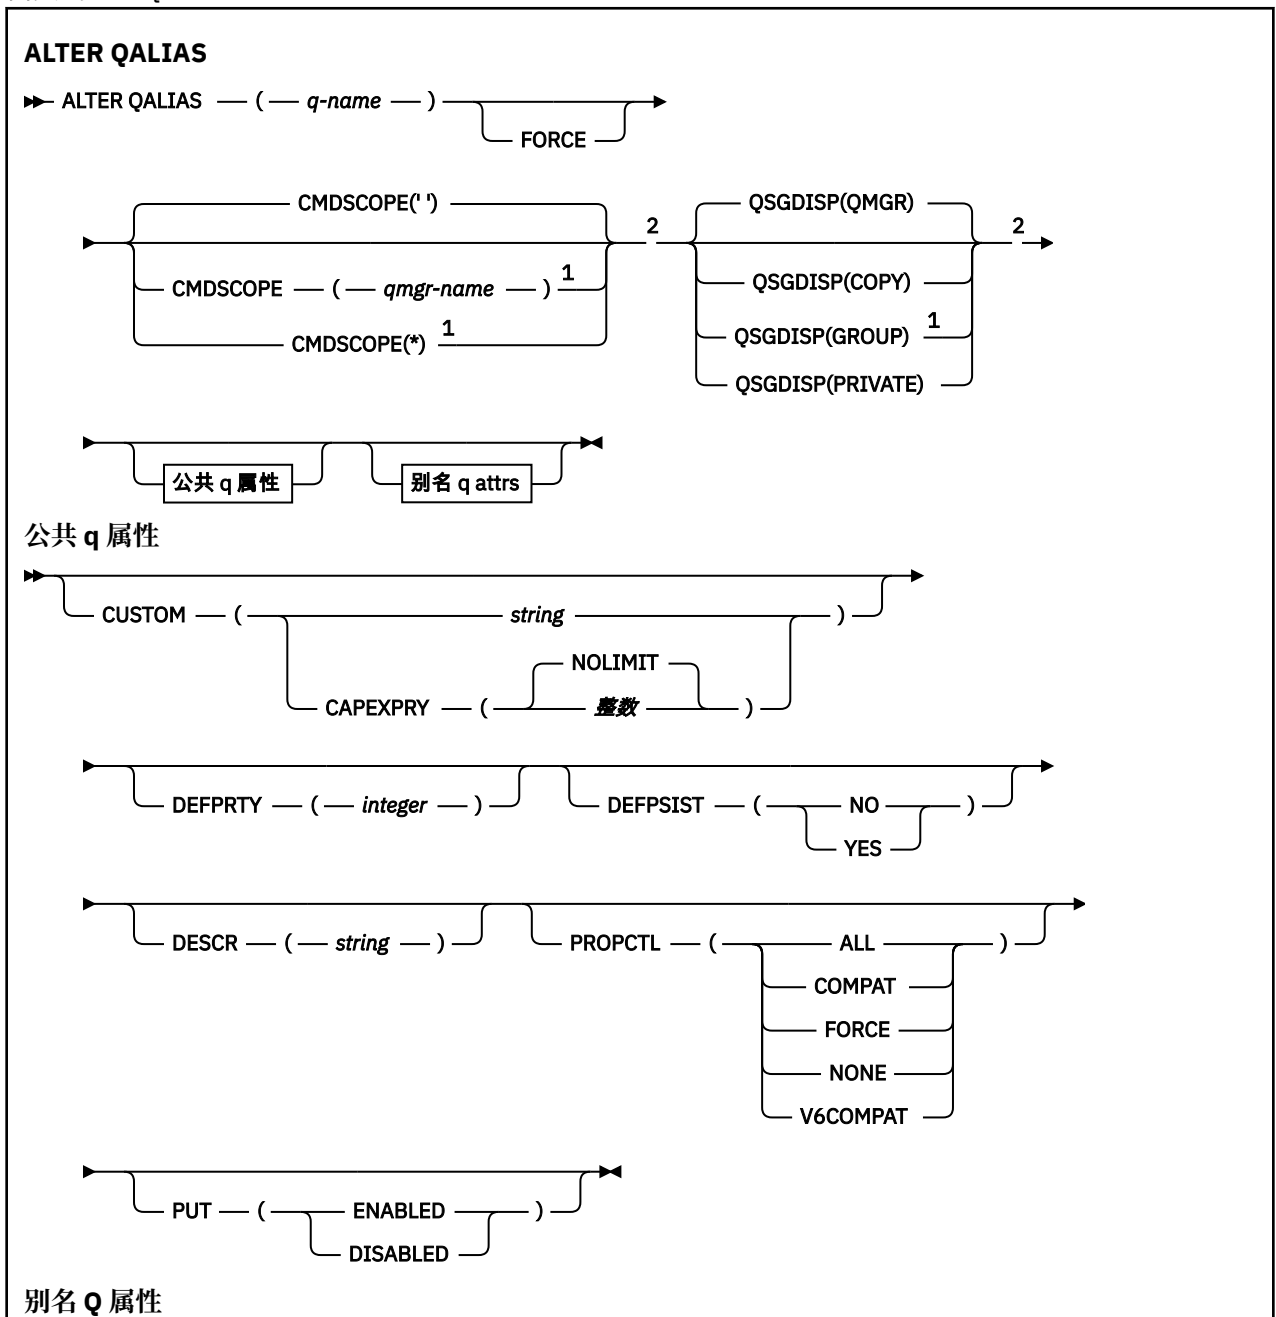 ALTER QALIAS
ALTER QALIAS ( q-name )
FORCE
CMDSCOPE(' ')
2
CMDSCOPE ( qmgr-name ) 1
CMDSCOPE(*) 1
QSGDISP(QMGR)
2
QSGDISP(COPY)
QSGDISP(GROUP) 1
QSGDISP(PRIVATE)
公共 q 属性
别名 q attrs
公共 q 属性
CUSTOM ( string )
CAPEXPRY ( NOLIMIT
整数 )
DEFPRTY ( integer )
DEFPSIST ( NO )
YES
DESCR ( string )
PROPCTL ( ALL )
COMPAT
FORCE
NONE
V6COMPAT
PUT ( ENABLED )
DISABLED
别名 Q 属性